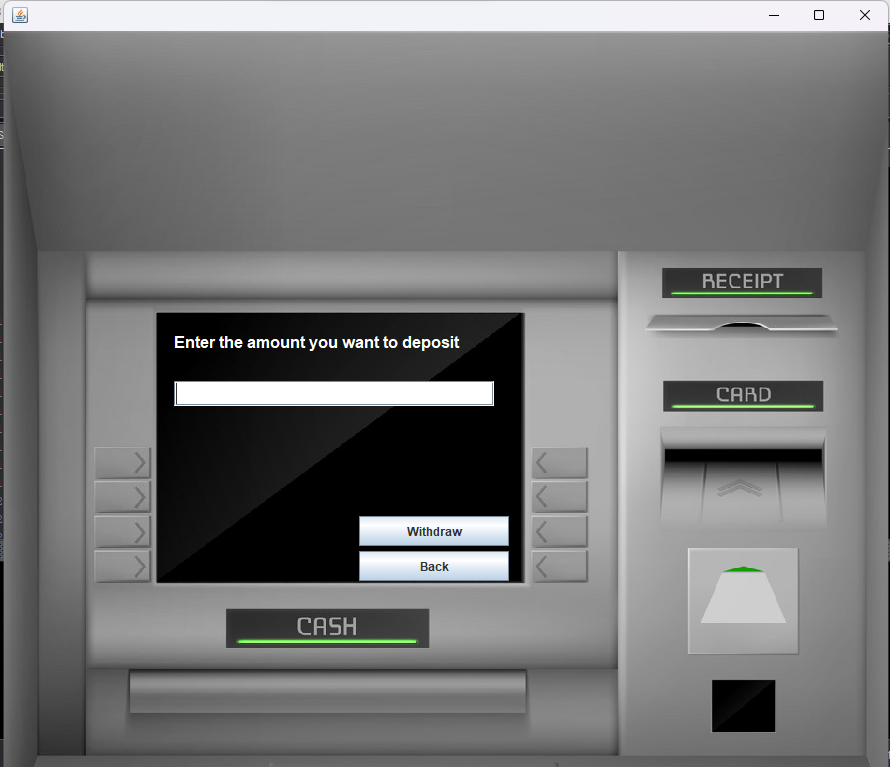 RECEIPT
Enter the amount you want to deposit
CARD
Withdraw
Back
CASH